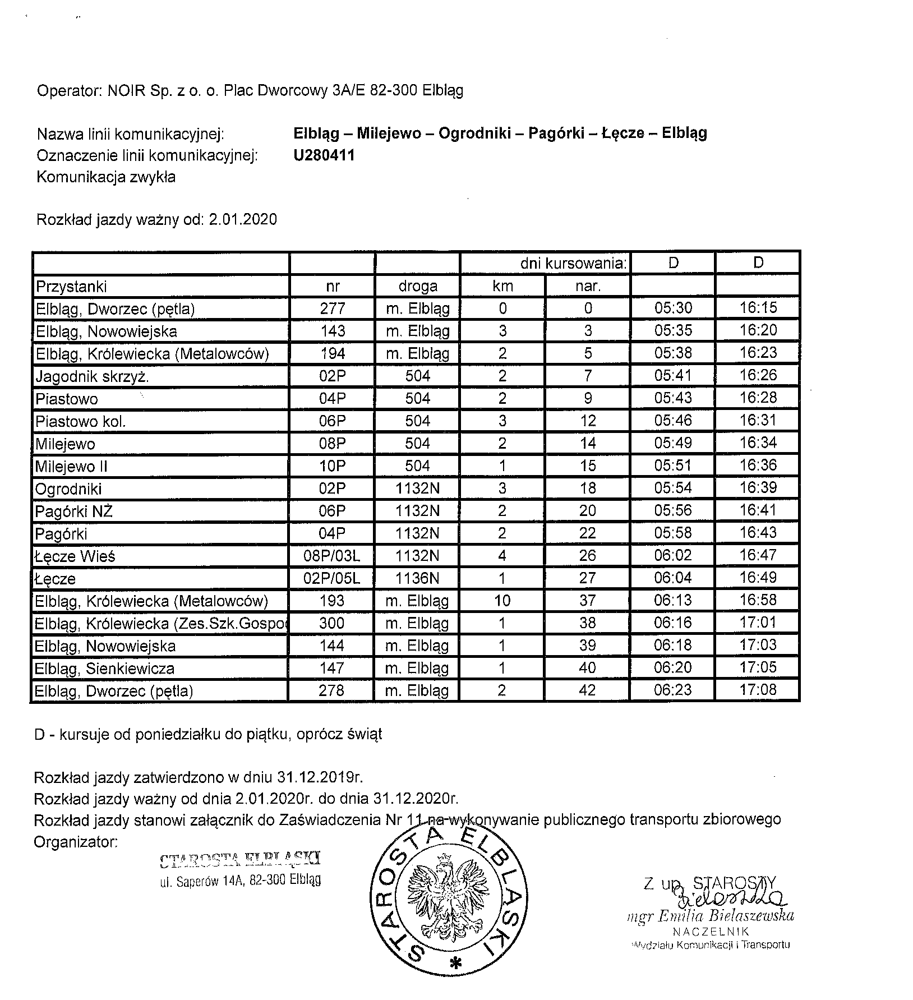 Operator: NOIR Sp. z o. o. Plac Dworcowy 3A/E 82-300 Elbląg
Nazwa linii komunikacyjnej: Elbląg – Milejewo – Ogrodniki – Pagórki – Łęcze – Elbląg
Oznaczenie linii komunikacyjnej: U280411
Komunikacja zwykła
Rozkład jazdy ważny od: 2.01.2020
dni kursowania: D D
Przystanki nr droga km nar.
Elbląg, Dworzec (pętla) 277 m. Elbląg 0 0 05:30 16:15
Elbląg, Nowowiejska 143 m. Elbląg 3 3 05:35 16:20
Elbląg, Królewiecka (Metalowców) 194 m. Elbląg 2 5 05:38 16:23
Jagodnik skrzyż. 02P 504 2 7 05:41 16:26
Piastowo 04P 504 2 9 05:43 16:28
Piastowo kol. 06P 504 3 12 05:46 16:31
Milejewo 08P 504 2 14 05:49 16:34
Milejewo II 10P 504 1 15 05:51 16:36
Ogrodniki 02P 1132N 3 18 05:54 16:39
Pagórki NŻ 06P 1132N 2 20 05:56 16:41
Pagórki 04P 1132N 2 22 05:58 16:43
Łęcze Wieś 08P/03L 1132N 4 26 06:02 16:47
Łęcze 02P/05L 1136N 1 27 06:04 16:49
Elbląg, Królewiecka (Metalowców) 193 m. Elbląg 10 37 06:13 16:58
Elbląg, Królewiecka (Zes.Szk.Gospo 300 m. Elbląg 1 38 06:16 17:01
Elbląg, Nowowiejska 144 m. Elbląg 1 39 06:18 17:03
Elbląg, Sienkiewicza 147 m. Elbląg 1 40 06:20 17:05
Elbląg, Dworzec (pętla) 278 m. Elbląg 2 42 06:23 17:08
D - kursuje od poniedziałku do piątku, oprócz świąt
Rozkład jazdy zatwierdzono w dniu 31.12.2019r.
Rozkład jazdy ważny od dnia 2.01.2020r. do dnia 31.12.2020r.
Rozkład jazdy stanowi załącznik do Zaświadczenia Nr 11 na wykonywanie publicznego transportu zbiorowego
Organizator:
STAROSTA ELBLĄSKI
ul. Saperów 14A, 82-300 Elbląg
STAROSTA ELBLĄSKI *
Z up. STAROSTY
Bielaszewska
mgr Emilia Bielaszewska
NACZELNIK
Wydziału Komunikacji i Transportu